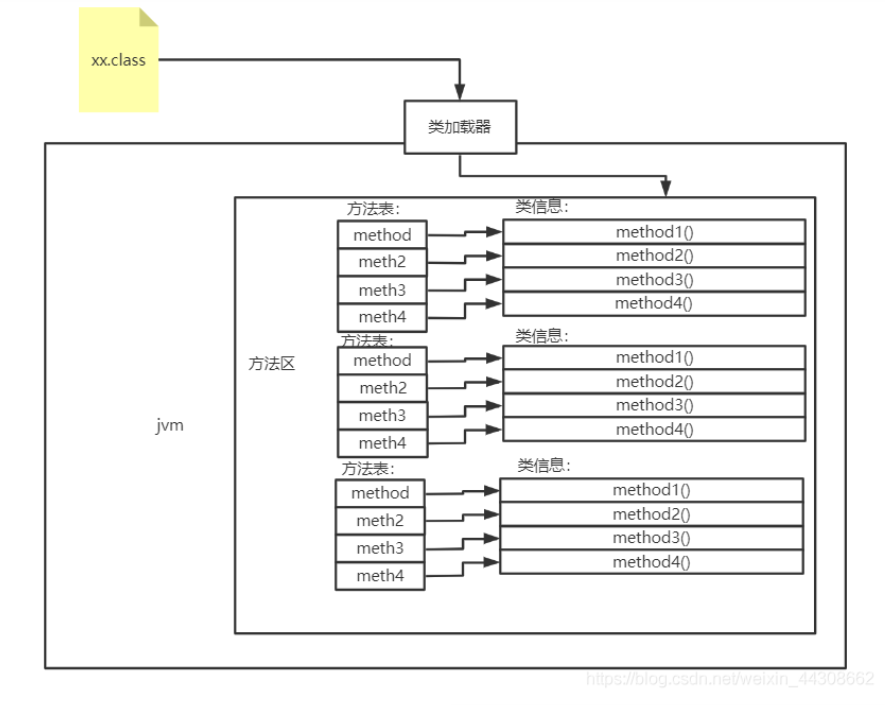 xx.class
类加载器
方法表：
类信息：
method
method1()
meth2
method2()
meth3
method3()
meth4
method4()
方法表：
类信息：
方法区
method
method1()
meth2
method2()
meth3
method3()
meth4
method4()
jvm
方法表：
类信息：
method
method1()
meth2
method2()
meth3
method3()
meth4
method4()
https://blog.csdn.net/weixin_44308662